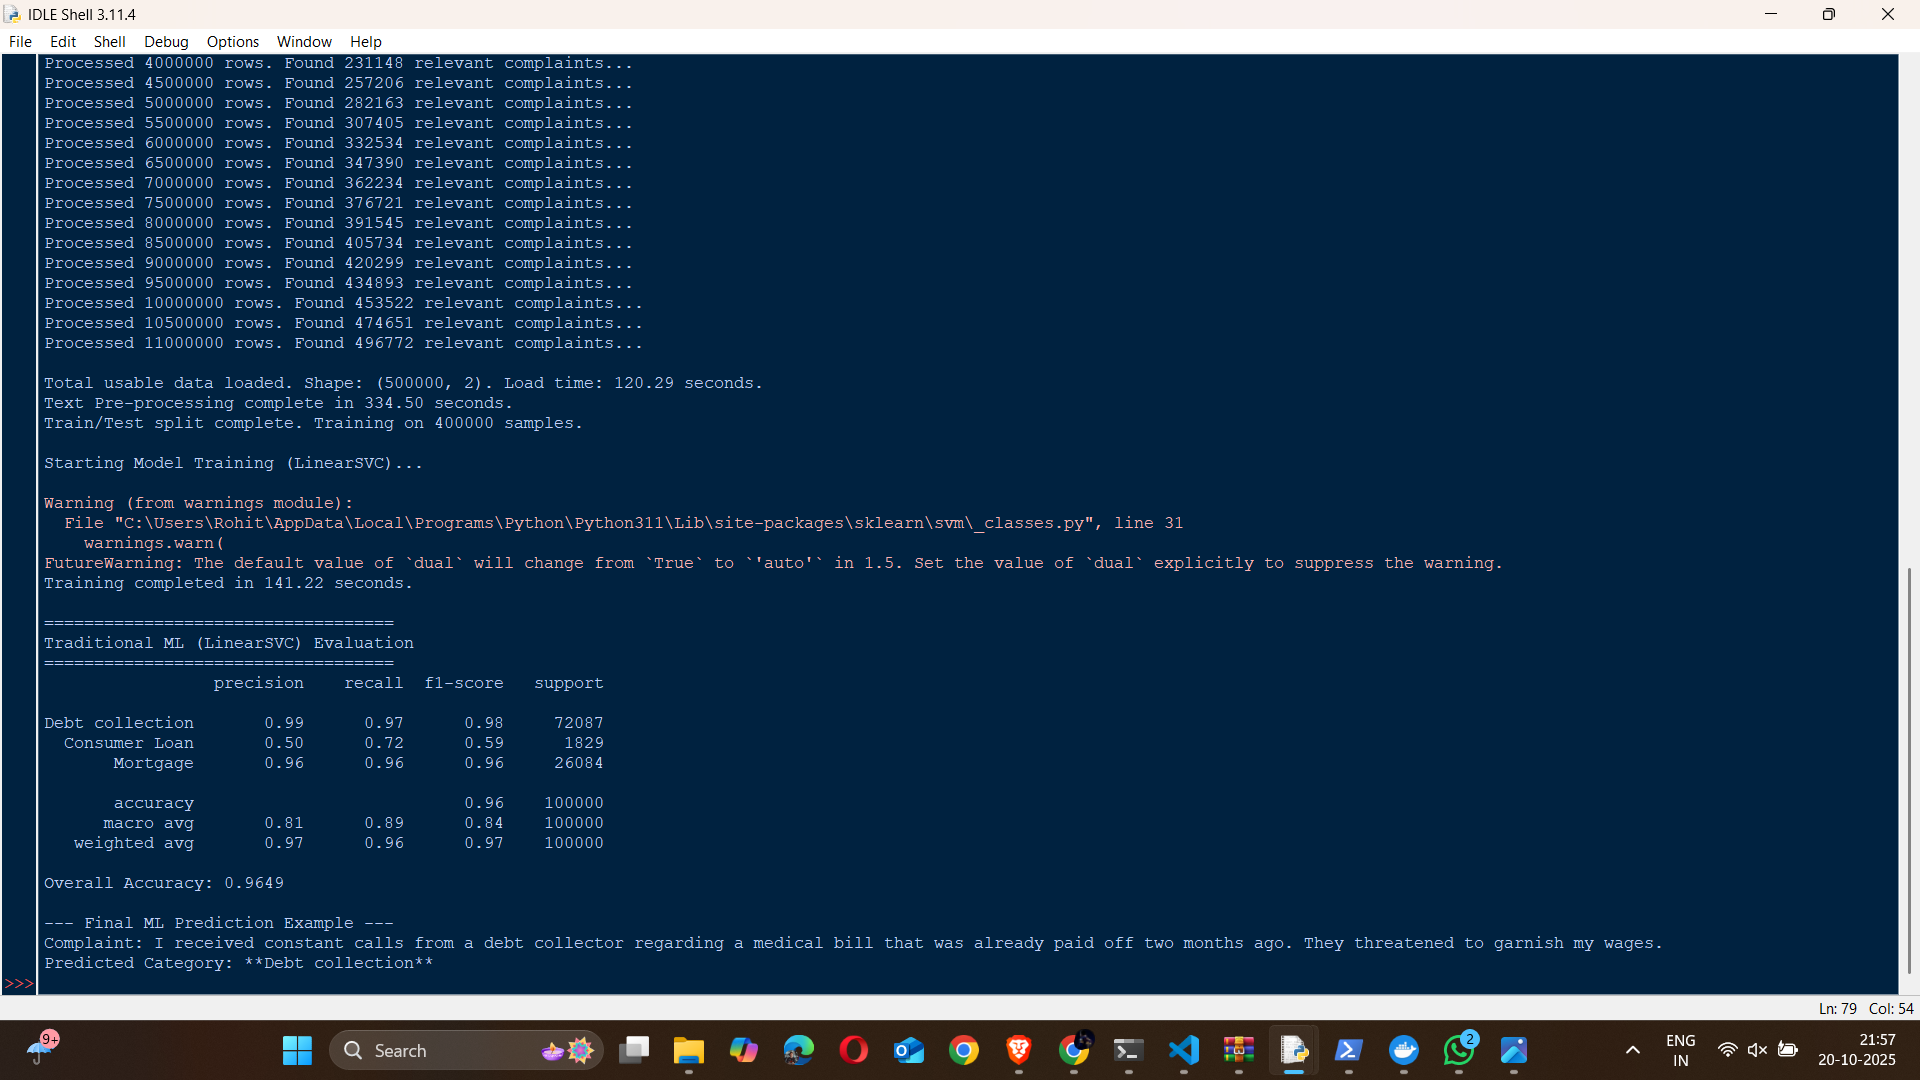 IDLE Shell 3.11.4
File Edit Shell Debug Options Window Help
Processed 4000000 rows. Found 231148 relevant complaints...
Processed 4500000 rows. Found 257206 relevant complaints...
Processed 5000000 rows. Found 282163 relevant complaints...
Processed 5500000 rows. Found 307405 relevant complaints...
Processed 6000000 rows. Found 332534 relevant complaints...
Processed 6500000 rows. Found 347390 relevant complaints...
Processed 7000000 rows. Found 362234 relevant complaints...
Processed 7500000 rows. Found 376721 relevant complaints...
Processed 8000000 rows. Found 391545 relevant complaints...
Processed 8500000 rows. Found 405734 relevant complaints...
Processed 9000000 rows. Found 420299 relevant complaints...
Processed 9500000 rows. Found 434893 relevant complaints...
Processed 10000000 rows. Found 453522 relevant complaints...
Processed 10500000 rows. Found 474651 relevant complaints...
Processed 11000000 rows. Found 496772 relevant complaints...
Total usable data loaded. Shape: (500000, 2). Load time: 120.29 seconds.
Text Pre-processing complete in 334.50 seconds.
Train/Test split complete. Training on 400000 samples.
Starting Model Training (LinearSVC)...
Warning (from warnings module):
File "C:\Users\Rohit\AppData\Local\Programs\Python\Python311\Lib\site-packages\sklearn\svm\_classes.py", line 31
warnings.warn(
FutureWarning: The default value of `dual` will change from `True` to `'auto'` in 1.5. Set the value of `dual` explicitly to suppress the warning.
Training completed in 141.22 seconds.
===================================
Traditional ML (LinearSVC) Evaluation
===================================
precision recall f1-score support
Debt collection 0.99 0.97 0.98 72087
Consumer Loan 0.50 0.72 0.59 1829
Mortgage 0.96 0.96 0.96 26084
accuracy 0.96 100000
macro avg 0.81 0.89 0.84 100000
weighted avg 0.97 0.96 0.97 100000
Overall Accuracy: 0.9649
--- Final ML Prediction Example ---
Complaint: I received constant calls from a debt collector regarding a medical bill that was already paid off two months ago. They threatened to garnish my wages.
Predicted Category: **Debt collection**
>>>
Ln: 79 Col: 54
9+
Search
2
ENG
IN
21:57
20-10-2025